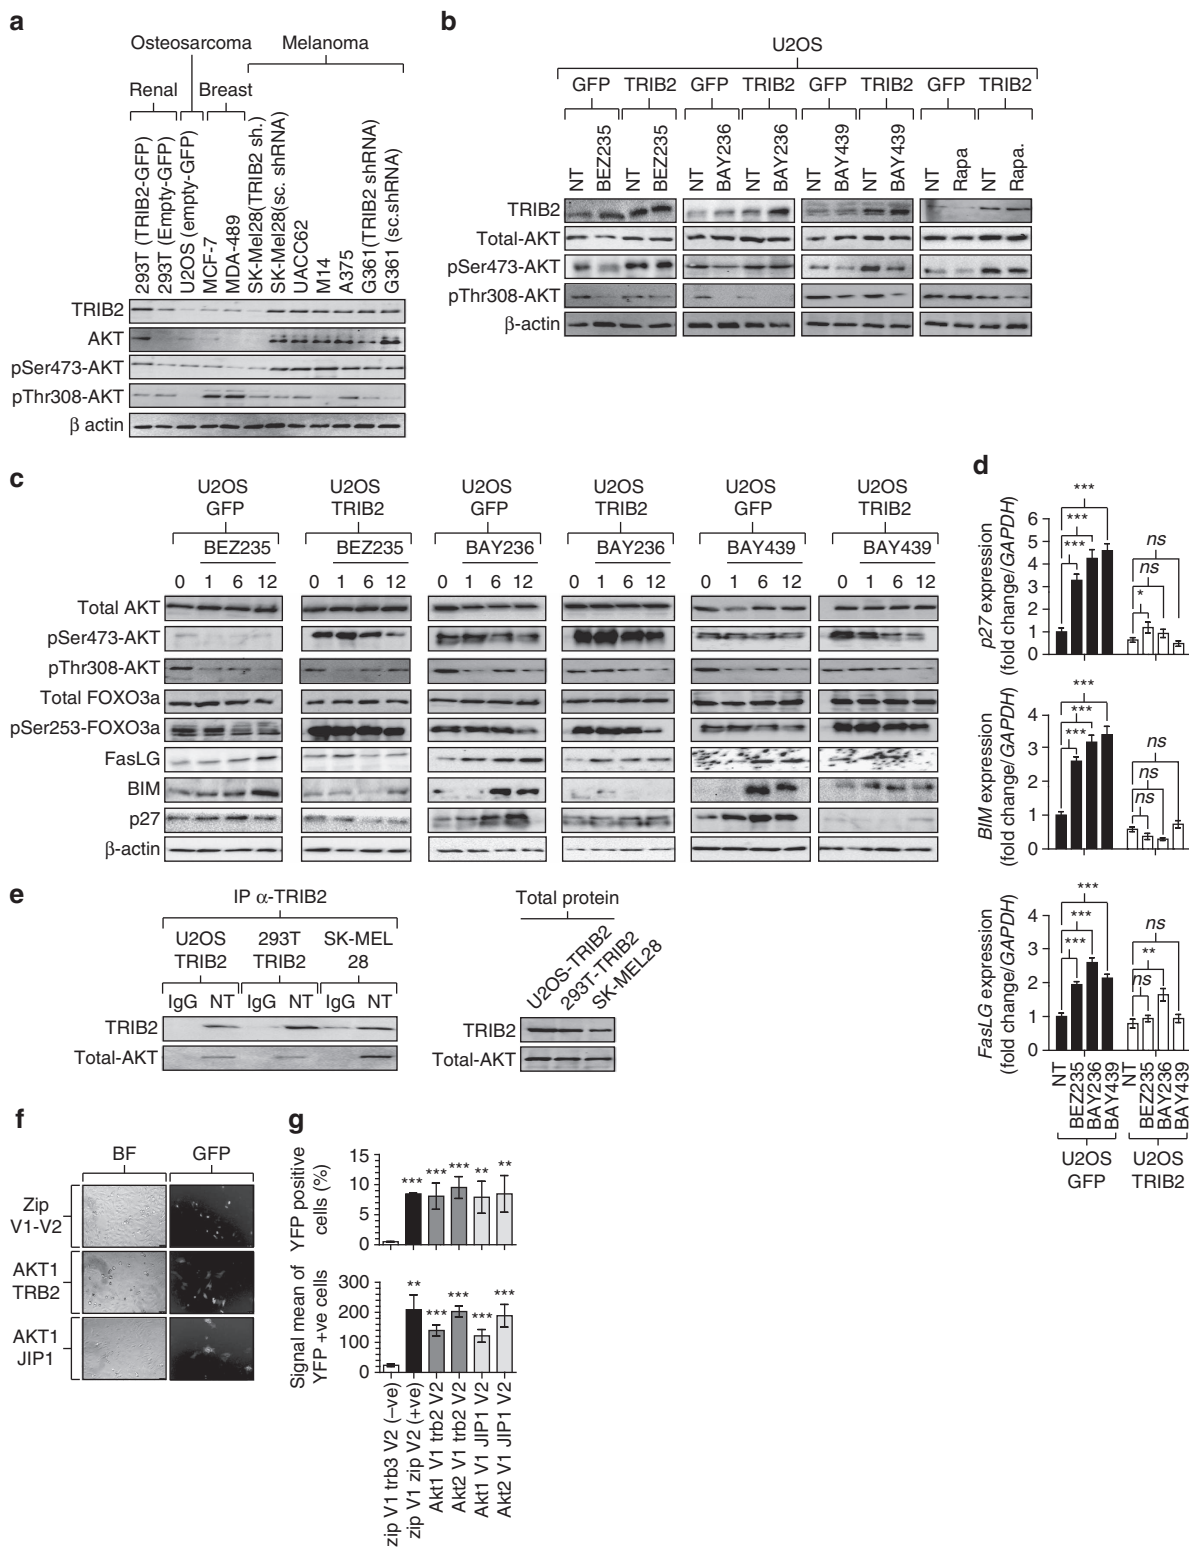 a
Osteosarcoma Melanoma
Renal Breast
293T (TRIB2-GFP)
293T (Empty-GFP)
U2OS (empty-GFP)
MCF-7
MDA-489
SK-Mel28(TRIB2 sh.)
SK-Mel28(sc. shRNA)
UACC62
M14
A375
G361(TRIB2 shRNA)
G361 (sc.shRNA)
TRIB2
AKT
pSer473-AKT
pThr308-AKT
β actin
b
U2OS
GFP TRIB2 GFP TRIB2 GFP TRIB2 GFP TRIB2
NT BEZ235 NT BEZ235 NT BAY236 NT BAY236 NT BAY439 NT BAY439 NT Rapa NT Rapa.
TRIB2
Total-AKT
pSer473-AKT
pThr308-AKT
β-actin
c
U2OS U2OS U2OS U2OS U2OS U2OS
GFP TRIB2 GFP TRIB2 GFP TRIB2
BEZ235 BEZ235 BAY236 BAY236 BAY439 BAY439
0 1 6 12 0 1 6 12 0 1 6 12 0 1 6 12 0 1 6 12 0 1 6 12
Total AKT
pSer473-AKT
pThr308-AKT
Total FOXO3a
pSer253-FOXO3a
FasLG
BIM
p27
β-actin
d
p27 expression
(fold change/GAPDH)
6
5
4
3
2
1
0
***
***
***
ns
ns
*
BIM expression
(fold change/GAPDH)
4
3
2
1
0
***
***
***
ns
ns
ns
FasLG expression
(fold change/GAPDH)
4
3
2
1
0
***
***
***
ns
**
ns
NT BEZ235 BAY236 BAY439 NT BEZ235 BAY236 BAY439
U2OS U2OS
GFP TRIB2
e
IP α-TRIB2
U2OS 293T SK-MEL
TRIB2 TRIB2 28
IgG NT IgG NT IgG NT
TRIB2
Total-AKT
Total protein
U2OS-TRIB2
293T-TRIB2
SK-MEL28
TRIB2
Total-AKT
f
BF GFP
Zip
V1-V2
AKT1
TRB2
AKT1
JIP1
g
YFP positive
cells (%)
15
10
5
0
*** *** *** ** **
Signal mean of
YFP +ve cells
300
200
100
0
** *** *** *** ***
zip V1 trb3 V2 (–ve)
zip V1 zip V2 (+ve)
Akt1 V1 trb2 V2
Akt2 V1 trb2 V2
Akt1 V1 JIP1 V2
Akt2 V1 JIP1 V2